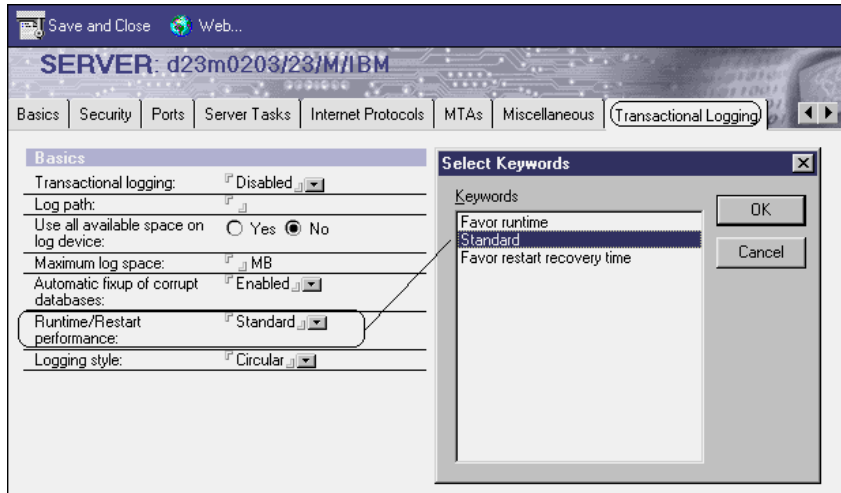 Save and Close Web...
SERVER: d23m0203/23/M/IBM
Basics Security Ports Server Tasks Internet Protocols MTAs Miscellaneous Transactional Logging
Basics
Transactional logging: Disabled
Log path:
Use all available space on log device: Yes No
Maximum log space: MB
Automatic fixup of corrupt databases: Enabled
Runtime/Restart performance: Standard
Logging style: Circular
Select Keywords
Keywords
Favor runtime
Standard
Favor restart recovery time
OK
Cancel